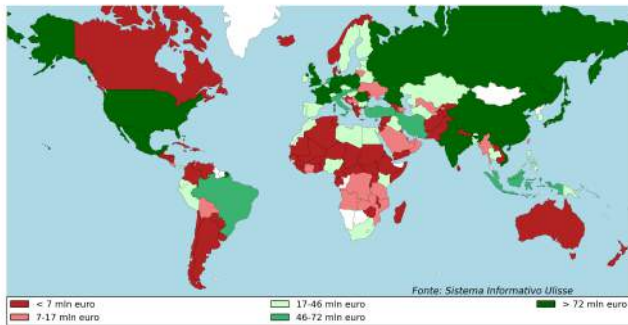 Fonte: Sistema Informativo Ulisse
< 7 mln euro
7-17 mln euro
17-46 mln euro
46-72 mln euro
> 72 mln euro